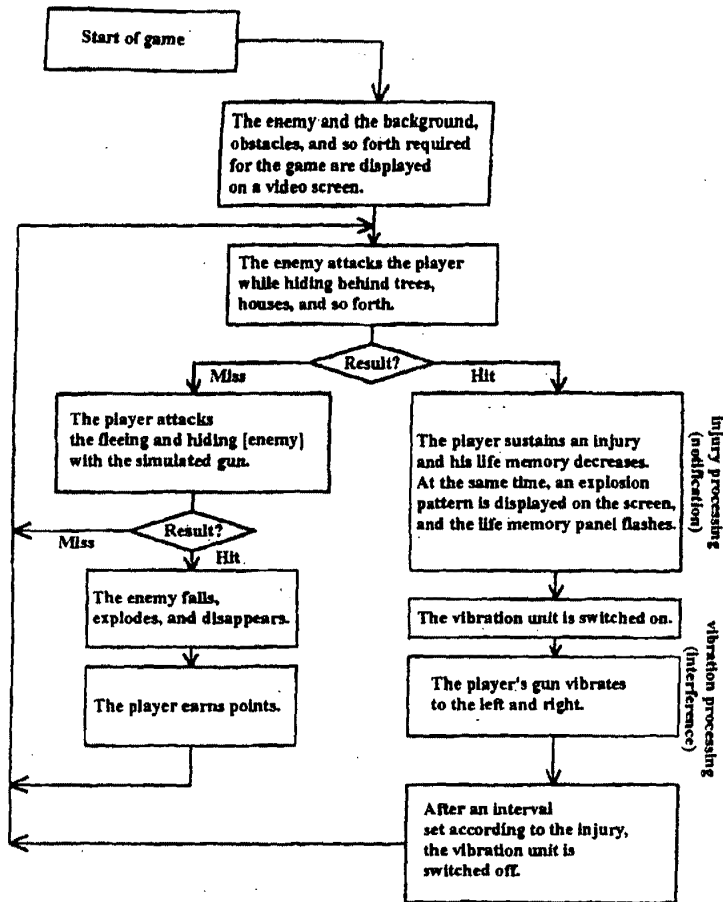 Start of game
The enemy and the background,
obstacles, and so forth required
for the game are displayed
on a video screen.
The enemy attacks the player
while hiding behind trees,
houses, and so forth.
Result?
Miss
Hit
The player attacks
the fleeing and hiding [enemy]
with the simulated gun.
Result?
Miss
Hit
The enemy falls,
explodes, and disappears.
The player earns points.
The player sustains an injury
and his life memory decreases.
At the same time, an explosion
pattern is displayed on the screen,
and the life memory panel flashes.
injury processing
(notification)
The vibration unit is switched on.
The player's gun vibrates
to the left and right.
vibration processing
(interference)
After an interval
set according to the injury,
the vibration unit is
switched off.